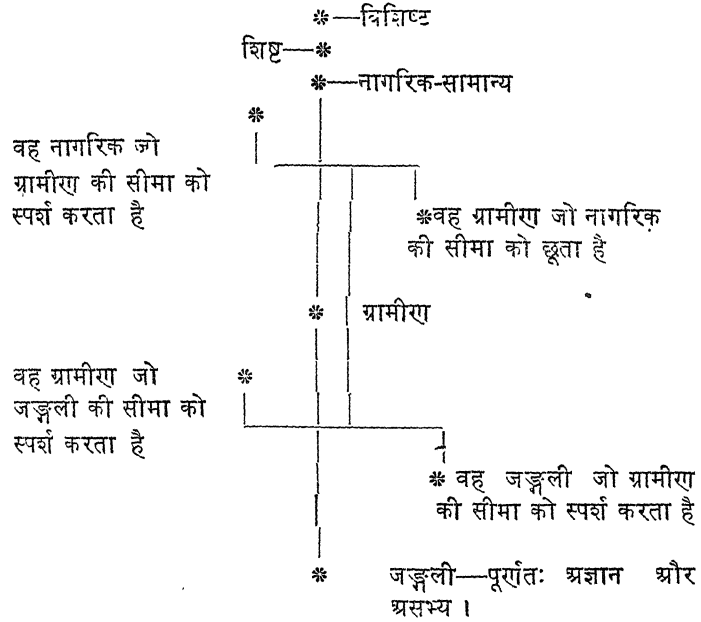 ❋—त्रिशिष्ट
शिष्ट—❋
❋—नागरिक-सामान्य
❋
वह नागरिक जो
ग्रामीण की सीमा को
स्पर्श करता है
❋वह ग्रामीण जो नागरिक
की सीमा को छूता है
❋ ग्रामीण
वह ग्रामीण जो ❋
जङ्गली की सीमा को
स्पर्श करता है
❋ वह जङ्गली जो ग्रामीण
की सीमा को स्पर्श करता है
❋ जङ्गली—पूर्णतः अज्ञान और
असभ्य ।